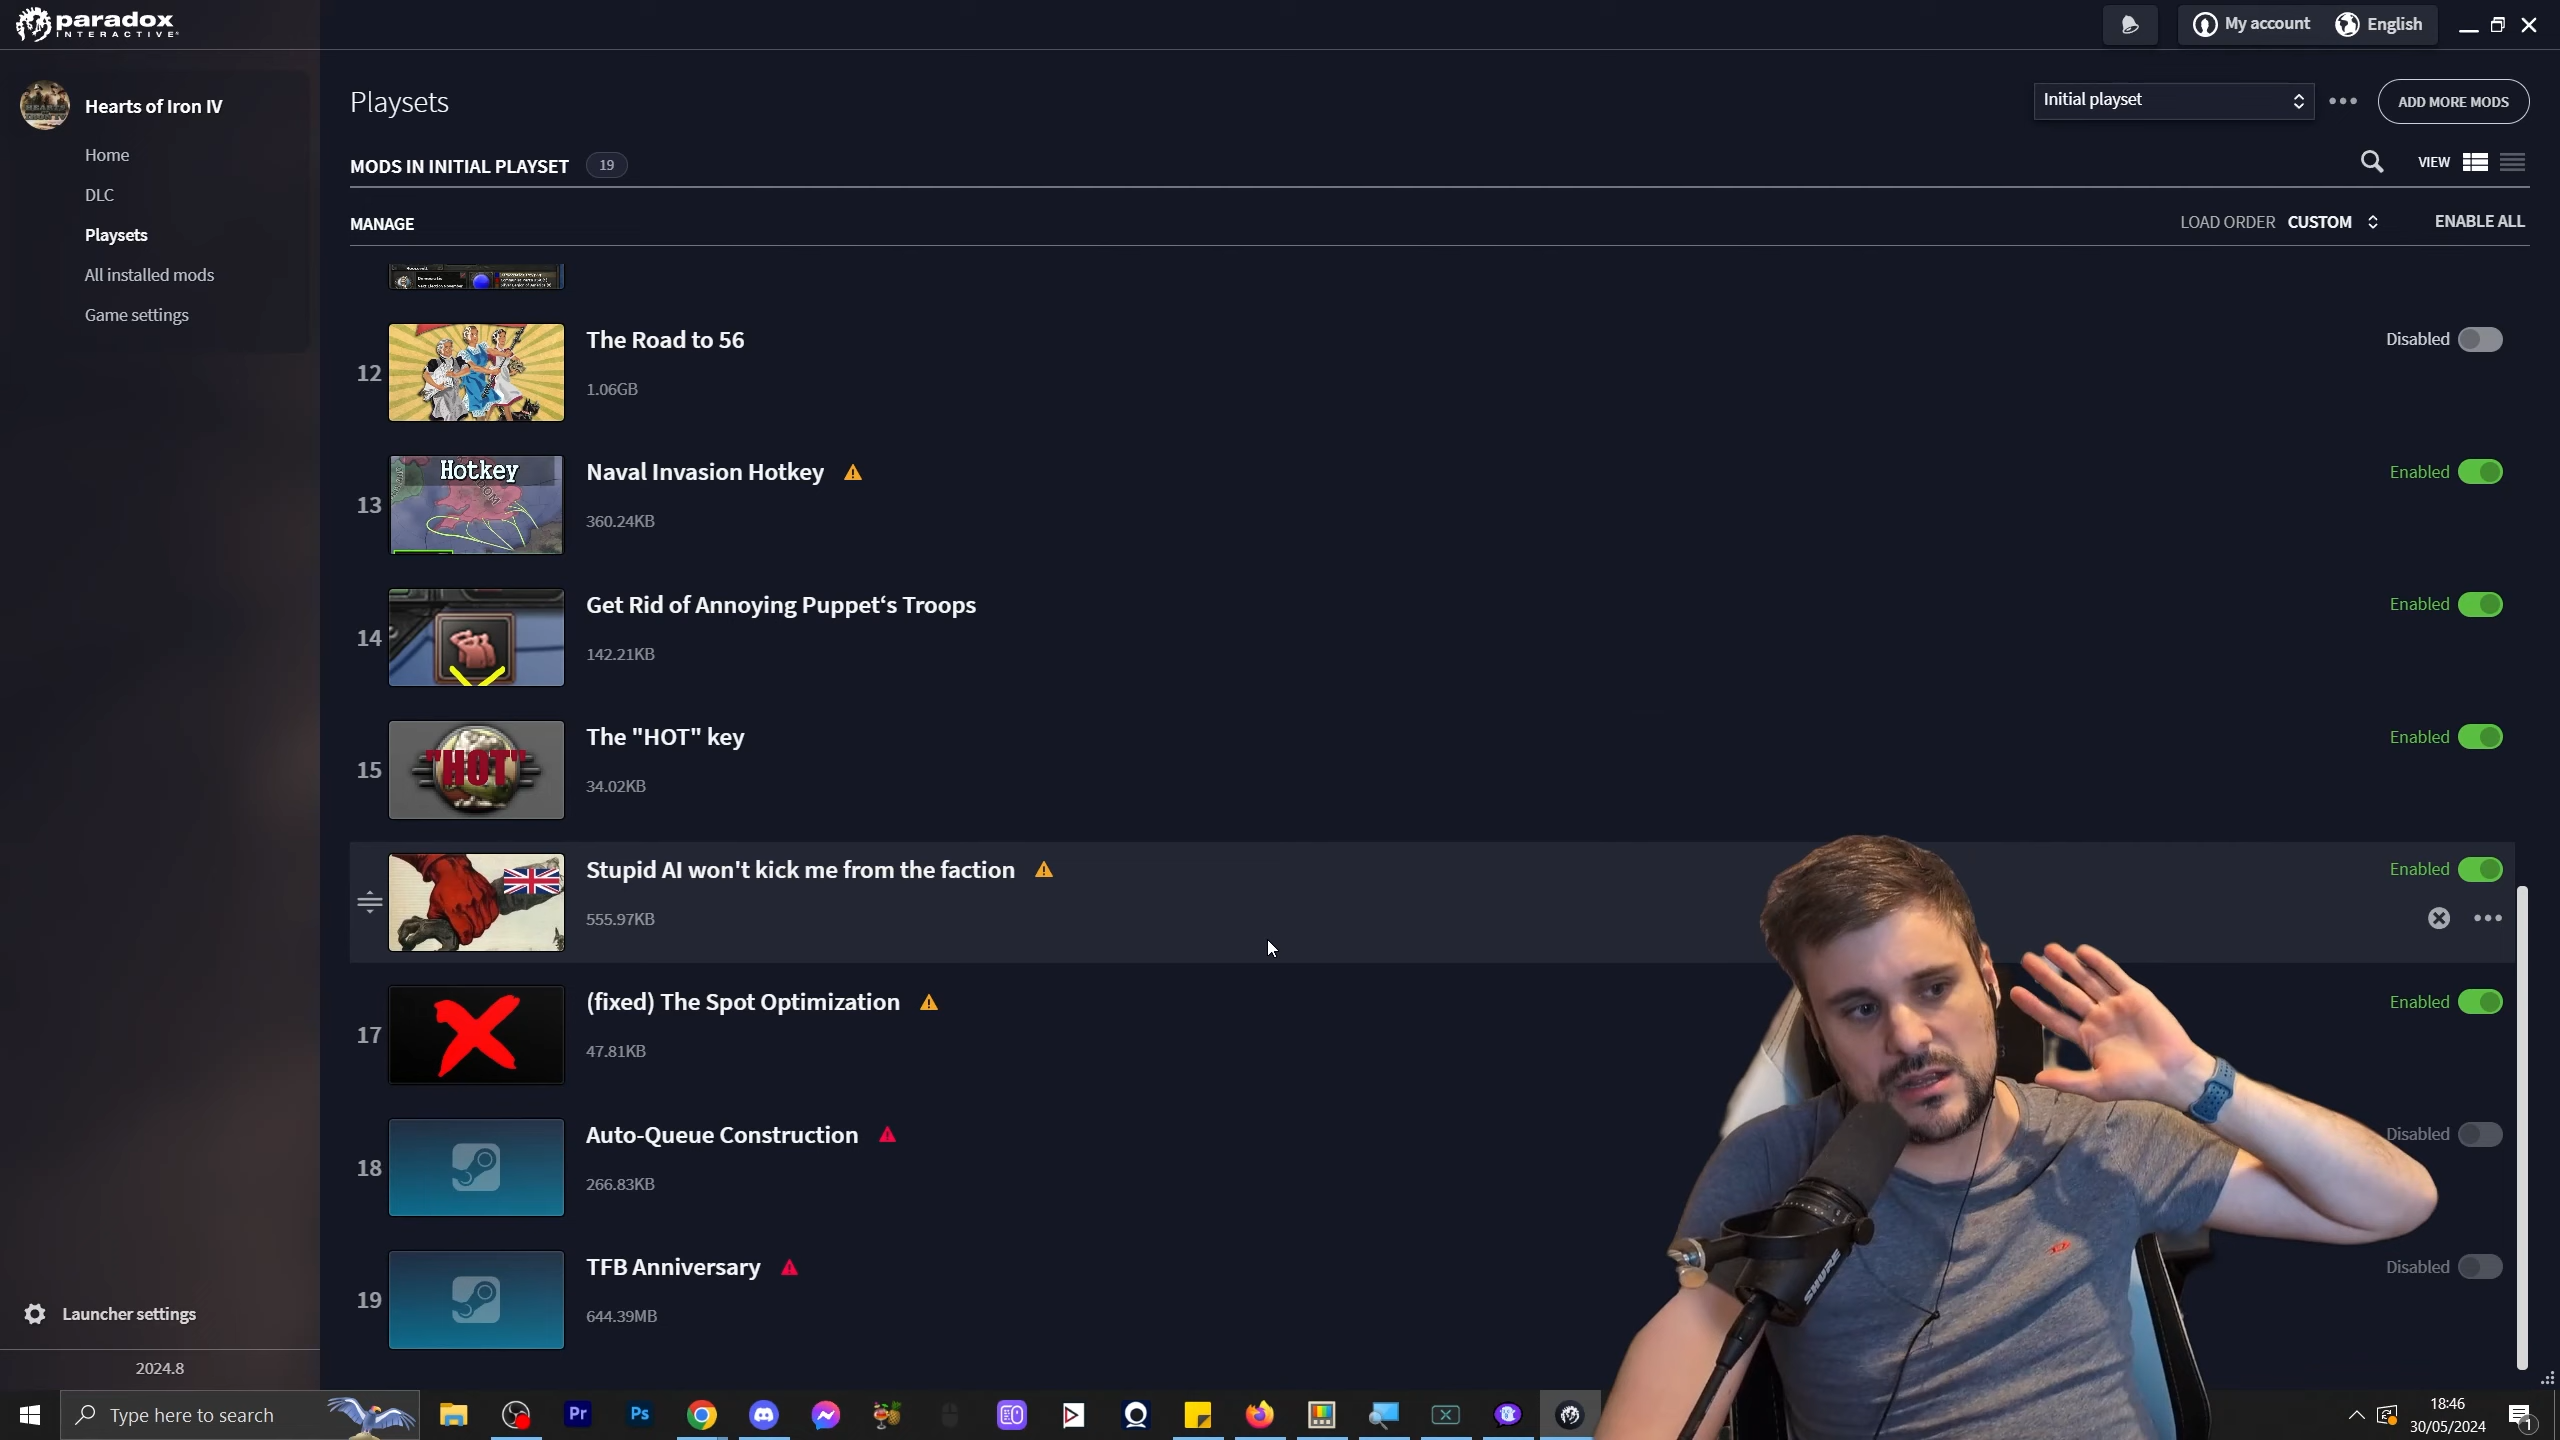 paradox
INTERACTIVE
My account
English
Hearts of Iron IV
Home
DLC
Playsets
All installed mods
Game settings
Playsets
Initial playset
ADD MORE MODS
MODS IN INITIAL PLAYSET 19
VIEW
MANAGE
LOAD ORDER CUSTOM
ENABLE ALL
12
The Road to 56
1.06GB
Disabled
13
Hotkey
Naval Invasion Hotkey
360.24KB
Enabled
14
Get Rid of Annoying Puppet‘s Troops
142.21KB
Enabled
15
"HOT"
The "HOT" key
34.02KB
Enabled
Stupid AI won't kick me from the faction
555.97KB
Enabled
17
(fixed) The Spot Optimization
47.81KB
Enabled
18
Auto-Queue Construction
266.83KB
Disabled
19
TFB Anniversary
644.39MB
Disabled
SHURE
Launcher settings
2024.8
Type here to search
Pr
Ps
18:46
30/05/2024
1